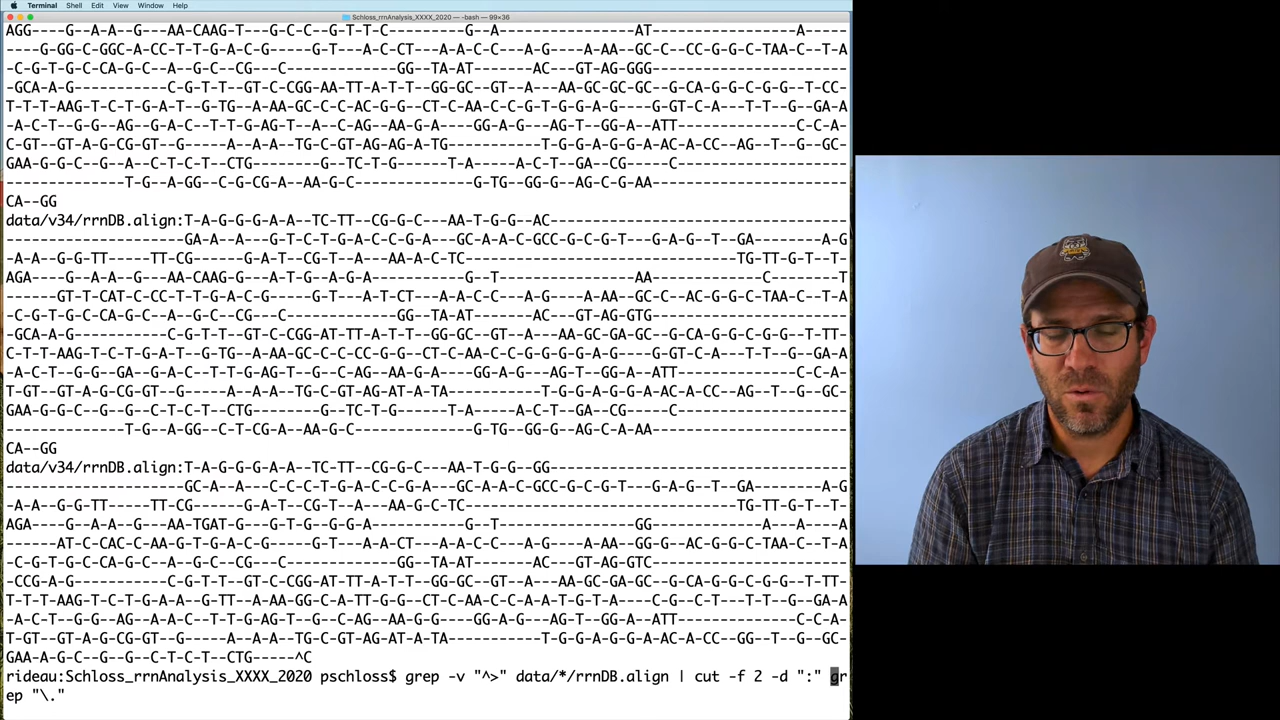 Terminal Shell Edit View Window Help
Schloss_rrnAnalysis_XXXX_2020 — -bash — 99×36
AGG----G--A--A--G---AA-CAAG-T---G-C-C--G-T-T-C----------G--A-----------------AT-----------------A----
----G-GG-C-GGC-A-CC-T-T-G-A-C-G-----G-T---A-CCT---A-A-C-C---A-G----A-AA--GC-C--CC-GG-C-TAA-C--T-A
-C-G-T-G-C-CA-G-C--A--G-C--CG---C--------------GG--TA-AT-------AC---GT-AG-GGG-----------------------
-GCA-A-G-----------C-G-T-T--GT-C-CGG-AA-TT-A-T-T--GG-GC--GT--A---AA-GC-GC-GC--G-CA-GG-C-G-G--T-CC-
T-T-T-AAG-T-C-T-G-A-T--G-TG--A-AA-GC-C-C-AC-G-G--CT-C-AA-C-C-G-T-GG-A-G----G-GT-C-A---T-T--G--GA-A
-A-C-T--G-G--AG--G-A-C--T-T-G-AG-T--A--C-AG--AA-G-A----GG-A-G---AG-T--GG-A--ATT---------------C-C-A-
C-GT--GT-A-G-CG-GT--G-----A--A-A--TG-C-GT-AG-AG-A-TG------------T-G-G-A-G-G-A-AC-A-CC--AG--T--G--GC-
GAA-G-G-C--G--A--C-T-C-T--CTG---------G--TC-T-G-------T-A------A-C-T--GA--CG------C----------------
----------------T-G--A-GG--C-G-CG-A--AA-G-C----------------G-TG--GG-G--AG-C-G-AA--------------------
CA--GG
data/v34/rrnDB.align:T-A-G-G-G-A-A--TC-TT--CG-G-C---AA-T-G-G--AC---------------------------------------
------------------------GA-A--A---G-T-C-T-G-A-C-C-G-A---GC-A-A-C-GCC-G-C-G-T---G-A-G--T--GA--------A-G
-A-A--G-G-TT------TT-CG-------G-A-T--CG-T--A---AA-A-C-TC------------------------------------TG-TT-G-T--T-
AGA----G--A-A--G---AA-CAAG-G---A-T-G--A-G-A------------G--T------------------AA---------------C---------T
------GT-T-CAT-C-CC-T-T-G-A-C-G-----G-T---A-T-CT---A-A-C-C---A-G----A-AA--GC-C--AC-G-G-C-TAA-C--T-A
-C-G-T-G-C-CA-G-C--A--G-C--CG---C--------------GG--TA-AT-------AC---GT-AG-GTG-----------------------
-GCA-A-G-----------C-G-T-T--GT-C-CGG-AT-TT-A-T-T--GG-GC--GT--A---AA-GC-GA-GC--G-CA-GG-C-G-G--T-TT-
C-T-T-AAG-T-C-T-G-A-T--G-TG--A-AA-GC-C-C-CC-G-G--CT-C-AA-C-C-G-G-G-G-A-G----G-GT-C-A---T-T--G--GA-A
-A-C-T--G-G--GA--G-A-C--T-T-G-AG-T--G--C-AG--AA-G-A----GG-A-G---AG-T--GG-A--ATT---------------C-C-A-
T-GT--GT-A-G-CG-GT--G-----A--A-A--TG-C-GT-AG-AT-A-TA------------T-G-G-A-G-G-A-AC-A-CC--AG--T--G--GC-
GAA-G-G-C--G--G--C-T-C-T--CTG---------G--TC-T-G-------T-A------A-C-T--GA--CG------C----------------
----------------T-G--A-GG--C-T-CG-A--AA-G-C----------------G-TG--GG-G--AG-C-A-AA--------------------
CA--GG
data/v34/rrnDB.align:T-A-G-G-G-A-A--TC-TT--CG-G-C---AA-T-G-G--GG---------------------------------------
------------------------GC-A--A---C-C-C-T-G-A-C-C-G-A---GC-A-A-C-GCC-G-C-G-T---G-A-G--T--GA--------A-G
-A-A--G-G-TT------TT-CG-------G-A-T--CG-T--A---AA-G-C-TC------------------------------------TG-TT-G-T--T-
AGA----G--A--A--G---AA-TGAT-G---G-T-G--G-G-A------------G--T------------------GG---------------A---A----A
------AT-C-CAC-C-AA-G-T-G-A-C-G-----G-T---A-A-CT---A-A-C-C---A-G----A-AA--GC-C--AC-G-G-C-TAA-C--T-A
-C-G-T-G-C-CA-G-C--A--G-C--CG---C--------------GG--TA-AT-------AC---GT-AG-GTC-----------------------
-CCG-A-G-----------C-G-T-T--GT-C-CGG-AT-TT-A-T-T--GG-GC--GT--A---AA-GC-GA-GC--G-CA-GG-C-G-G--T-TT-
T-T-T-AAG-T-C-T-G-A-A--G-TT--A-AA-GG-C-A-TT-G-G--CT-C-AA-C-C-A-A-T-G-T-A----C-G--C---T-T--G--GA-A
-A-C-T--G-G--AG--A-A-C--T-T-G-AG-T--G--C-AG--AA-G-G----GG-A-G---AG-T--GG-A--ATT---------------C-C-A-
T-GT--GT-A-G-CG-GT--G-----A--A-A--TG-C-GT-AG-AT-A-TA------------T-G-G-A-G-G-A-AC-A-CC--GG--T--G--GC-
GAA-A-G-C--G--G--C-T-C-T--CTG-----^C
rideau:Schloss_rrnAnalysis_XXXX_2020 pschloss$ grep -v "^>" data/*/rrnDB.align | cut -f 2 -d ":" gr
ep "\."